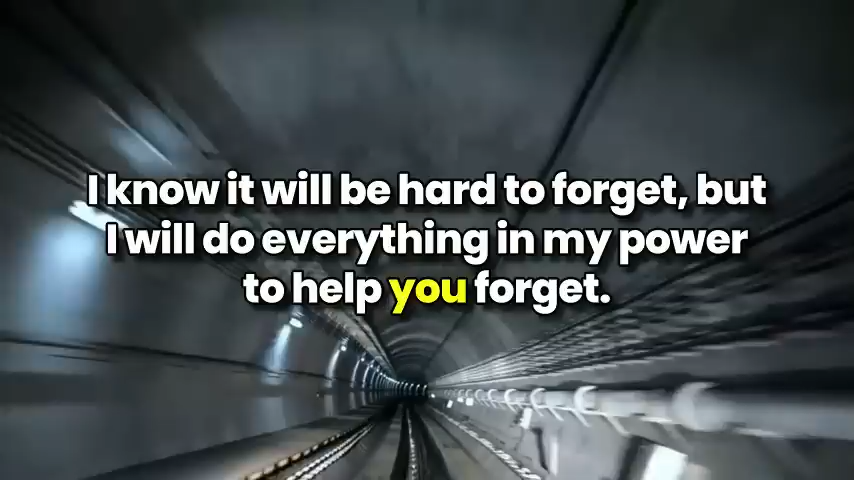 I know it will be hard to forget, but
I will do everything in my power
to help you forget.